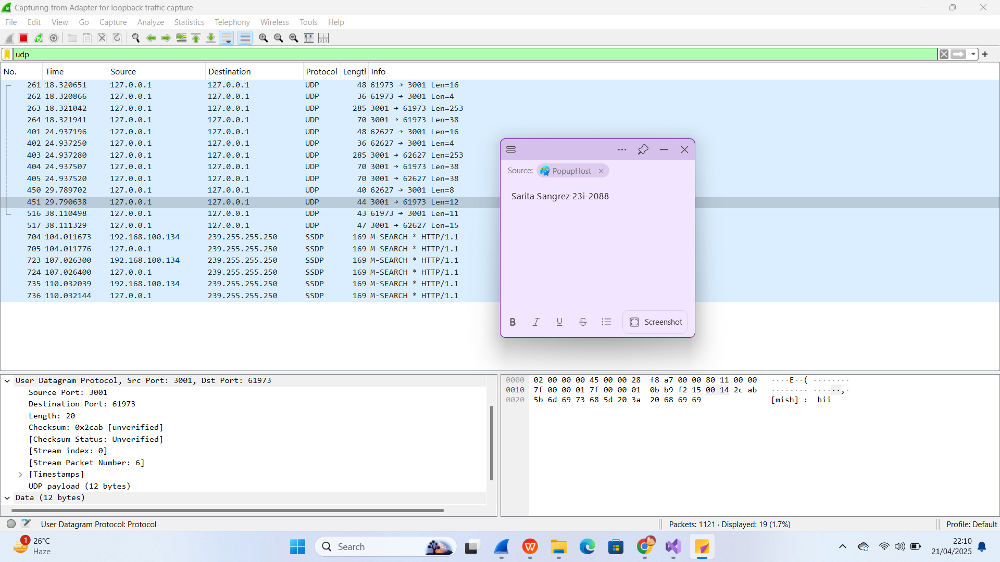 Capturing from Adapter for loopback traffic capture
File Edit View Go Capture Analyze Statistics Telephony Wireless Tools Help
udp
No. Time Source Destination Protocol Length Info
261 18.320651 127.0.0.1 127.0.0.1 UDP 48 61973 → 3001 Len=16
262 18.320866 127.0.0.1 127.0.0.1 UDP 36 61973 → 3001 Len=4
263 18.321042 127.0.0.1 127.0.0.1 UDP 285 3001 → 61973 Len=253
264 18.321941 127.0.0.1 127.0.0.1 UDP 70 3001 → 61973 Len=38
401 24.937196 127.0.0.1 127.0.0.1 UDP 48 62627 → 3001 Len=16
402 24.937250 127.0.0.1 127.0.0.1 UDP 36 62627 → 3001 Len=4
403 24.937280 127.0.0.1 127.0.0.1 UDP 285 3001 → 62627 Len=253
404 24.937507 127.0.0.1 127.0.0.1 UDP 70 3001 → 61973 Len=38
405 24.937520 127.0.0.1 127.0.0.1 UDP 70 3001 → 62627 Len=38
450 29.789702 127.0.0.1 127.0.0.1 UDP 40 62627 → 3001 Len=8
451 29.790638 127.0.0.1 127.0.0.1 UDP 44 3001 → 61973 Len=12
516 38.110498 127.0.0.1 127.0.0.1 UDP 43 61973 → 3001 Len=11
517 38.111329 127.0.0.1 127.0.0.1 UDP 47 3001 → 62627 Len=15
704 104.011673 192.168.100.134 239.255.255.250 SSDP 169 M-SEARCH * HTTP/1.1
705 104.011776 127.0.0.1 239.255.255.250 SSDP 169 M-SEARCH * HTTP/1.1
723 107.026300 192.168.100.134 239.255.255.250 SSDP 169 M-SEARCH * HTTP/1.1
724 107.026400 127.0.0.1 239.255.255.250 SSDP 169 M-SEARCH * HTTP/1.1
735 110.032039 192.168.100.134 239.255.255.250 SSDP 169 M-SEARCH * HTTP/1.1
736 110.032144 127.0.0.1 239.255.255.250 SSDP 169 M-SEARCH * HTTP/1.1
Source: PopupHost
Sarita Sangrez 23i-2088
B I U S Screenshot
User Datagram Protocol, Src Port: 3001, Dst Port: 61973
Source Port: 3001
Destination Port: 61973
Length: 20
Checksum: 0x2cab [unverified]
[Checksum Status: Unverified]
[Stream index: 0]
[Stream Packet Number: 6]
[Timestamps]
UDP payload (12 bytes)
Data (12 bytes)
0000 02 00 00 00 45 00 00 28 f8 a7 00 00 80 11 00 00 ····E··( ········
0010 7f 00 00 01 7f 00 00 01 0b b9 f2 15 00 14 2c ab ········ ······,·
0020 5b 6d 69 73 68 5d 20 3a 20 68 69 69 [mish] : hii
User Datagram Protocol: Protocol
Packets: 1121 · Displayed: 19 (1.7%)
Profile: Default
1
26°C
Haze
Search
22:10
21/04/2025